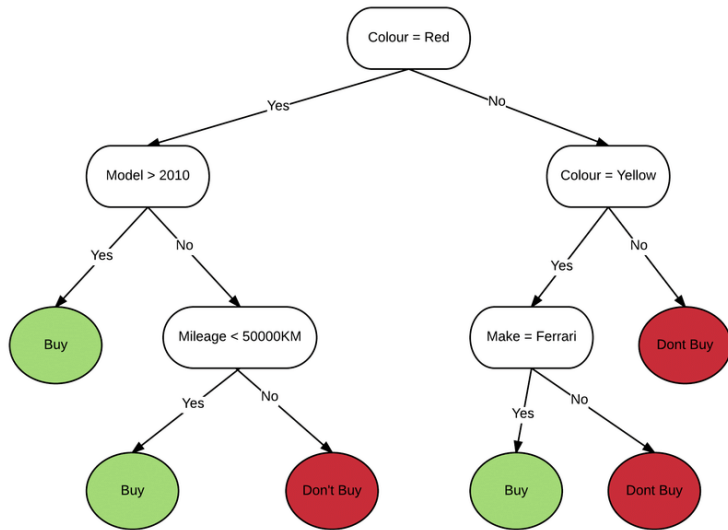 Colour = Red
Yes
No
Model > 2010
Colour = Yellow
Yes
No
Yes
No
Buy
Mileage < 50000KM
Make = Ferrari
Dont Buy
Yes
No
Yes
No
Buy
Don't Buy
Buy
Dont Buy